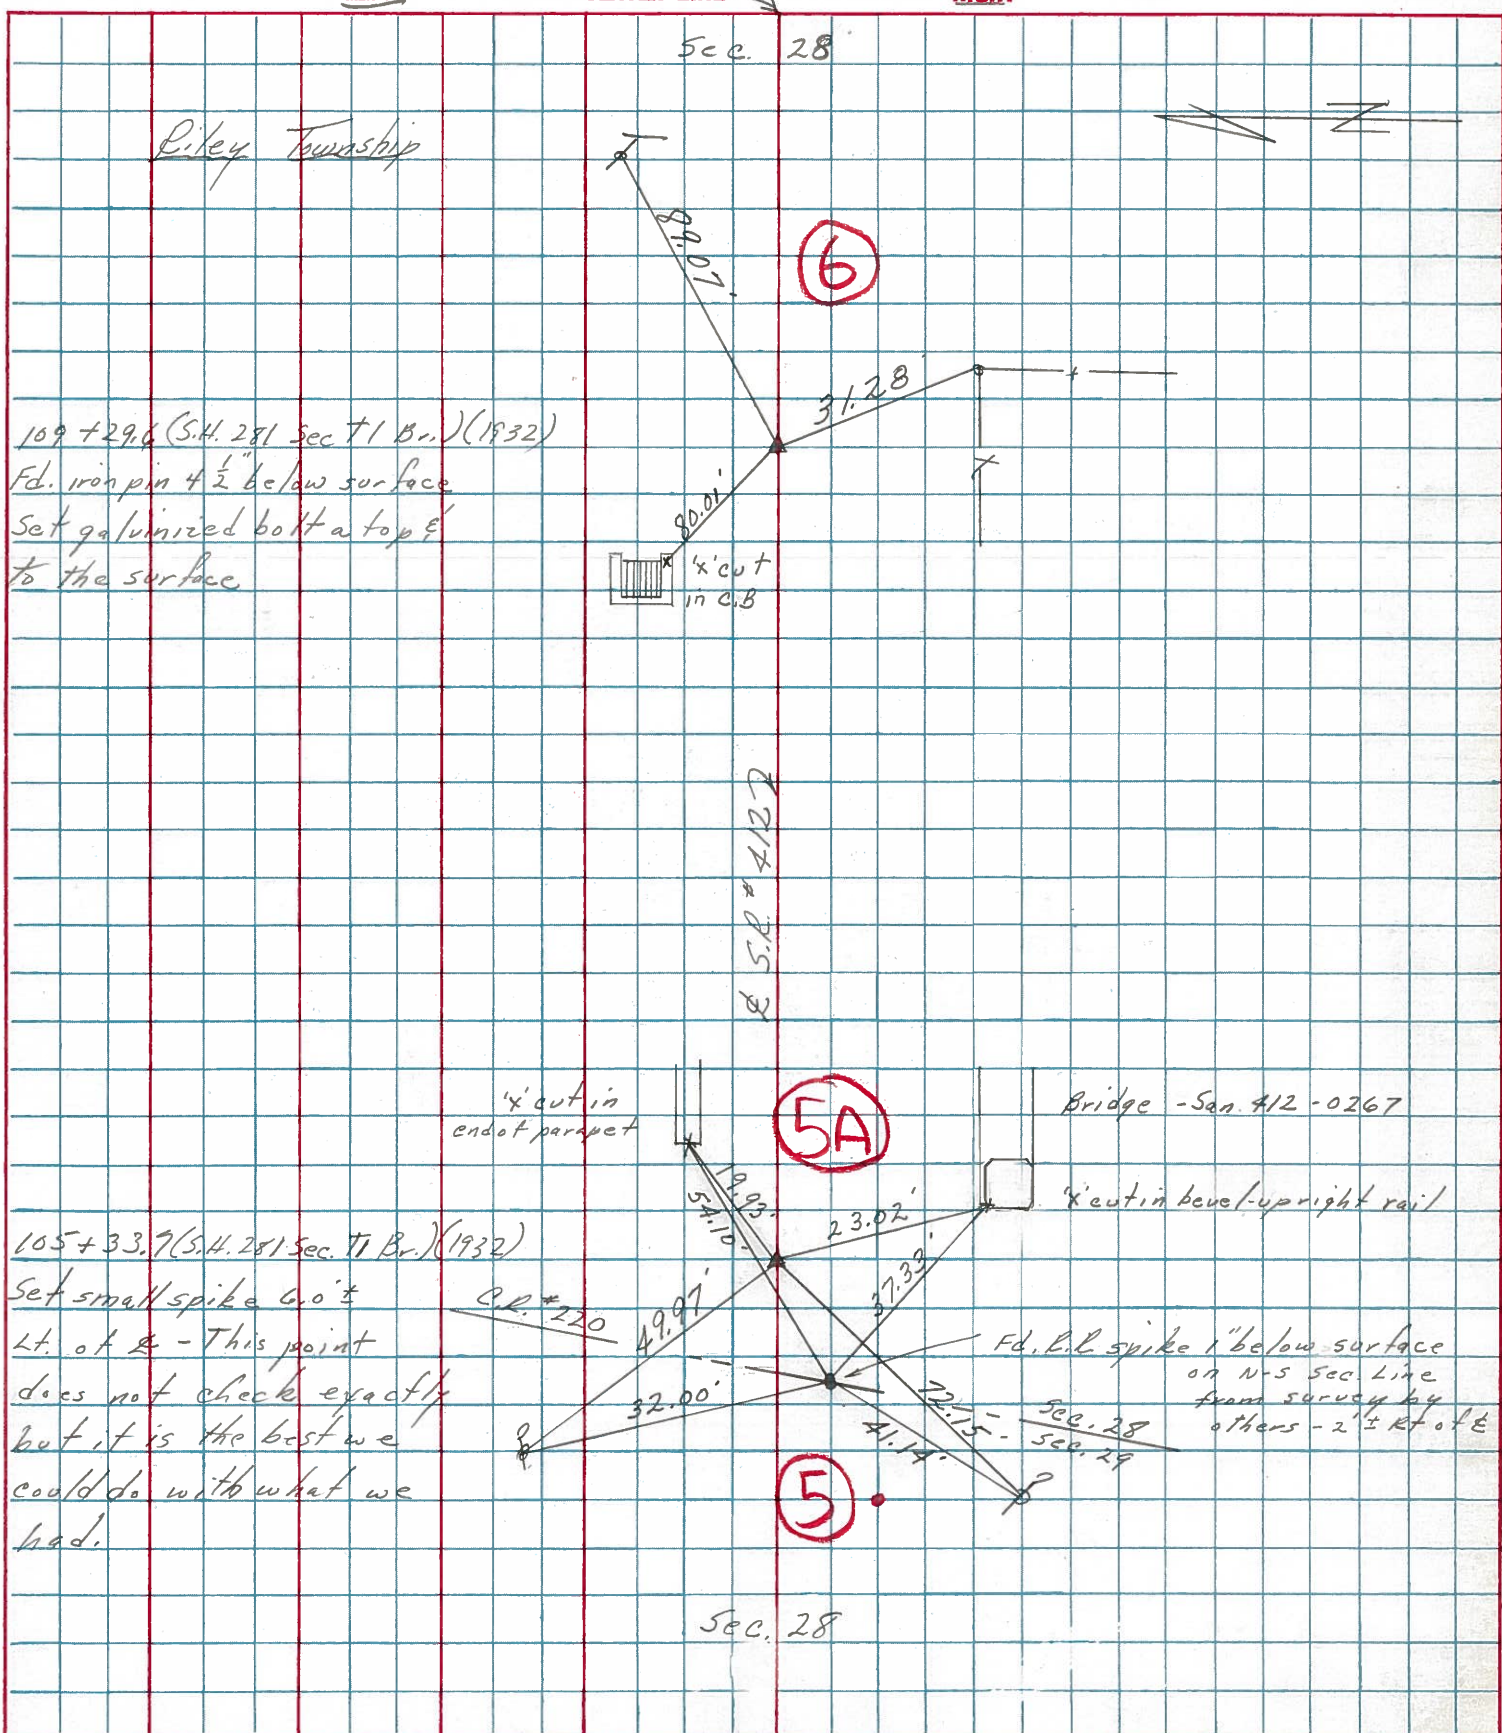 Sec. 28
Riley Township
N
89.07'
6
31.28
109 + 29.6 (S.H. 281 Sec T1 Br.) (1932)
Fd. iron pin 4 1/2" below surface
Set galvinized bolt a top &
to the surface
80.01'
'x' cut
in C.B
℄ S.R. # 412
'x' cut in
end of parapet
5A
Bridge - San. 412 - 0267
19.93'
54.10'
23.02'
'x' cut in bevel-upright rail
37.33'
105 + 33.9 (S.H. 281 Sec. T1 Br.) (1932)
Set small spike 6.0' ±
Lt. of ℄ - This point
does not check exactly
but it is the best we
could do with what we
had.
C.R. # 220
49.97'
32.00'
Fd. R.R. spike 1" below surface
on N-S Sec. Line
from survey by
others - 2' ± Rt of ℄
72.15'
41.14'
Sec. 28
Sec. 29
5
Sec. 28